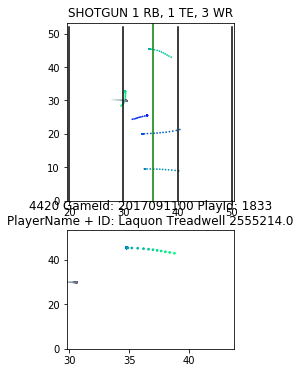 SHOTGUN 1 RB, 1 TE, 3 WR
50
40
30
20
10
0
20 30 40 50
4420 GameId: 2017091100 PlayId: 1833
PlayerName + ID: Laquon Treadwell 2555214.0
40
20
0
30 35 40